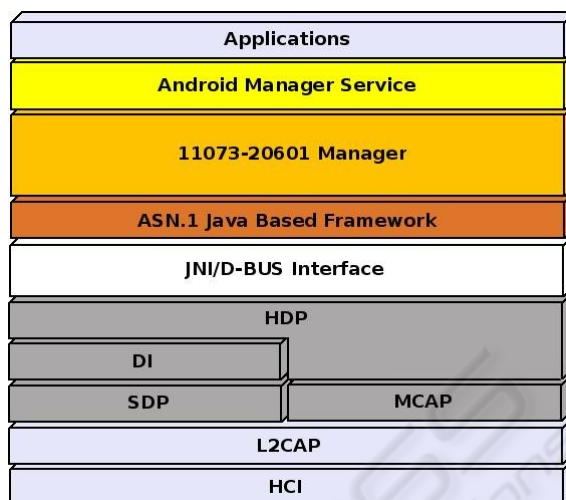 Applications
Android Manager Service
11073-20601 Manager
ASN.1 Java Based Framework
JNI/D-BUS Interface
HDP
DI
SDP
MCAP
L2CAP
HCI